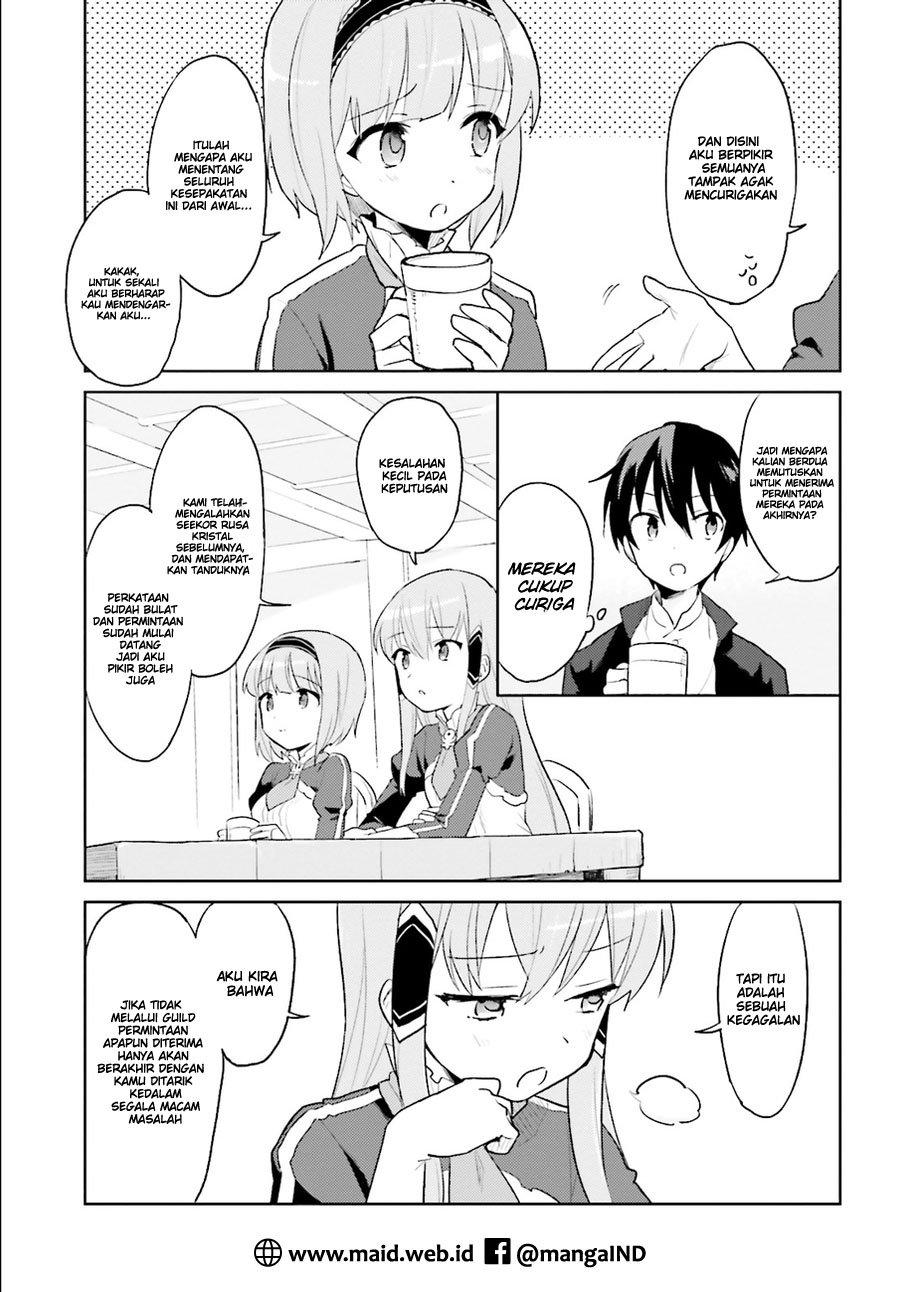 DAN DISINI
AKU BERPIKIR
SEMUANYA
TAMPAK AGAK
MENCURIGAKAN
ITULAH
MENGAPA AKU
MENENTANG
SELURUH
KESEPAKATAN
INI DARI AWAL...
KAKAK,
UNTUK SEKALI
AKU BERHARAP
KAU MENDENGAR-
KAN AKU...
JADI MENGAPA
KALIAN BERDUA
MEMUTUSKAN
UNTUK MENERIMA
PERMINTAAN
MEREKA PADA
AKHIRNYA?
MEREKA
CUKUP
CURIGA
KESALAHAN
KECIL PADA
KEPUTUSAN
KAMI TELAH-
MENGALAHKAN
SEEKOR RUSA
KRISTAL
SEBELUMNYA,
DAN MENDAPAT-
KAN TANDUKNYA
PERKATAAN
SUDAH BULAT
DAN PERMINTAAN
SUDAH MULAI
DATANG
JADI AKU
PIKIR BOLEH
JUGA
TAPI ITU
ADALAH
SEBUAH
KEGAGALAN
AKU KIRA
BAHWA
JIKA TIDAK
MELALUI GUILD
PERMINTAAN
APAPUN DITERIMA
HANYA AKAN
BERAKHIR DENGAN
KAMU DITARIK
KEDALAM
SEGALA MACAM
MASALAH
www.maid.web.id @mangaIND